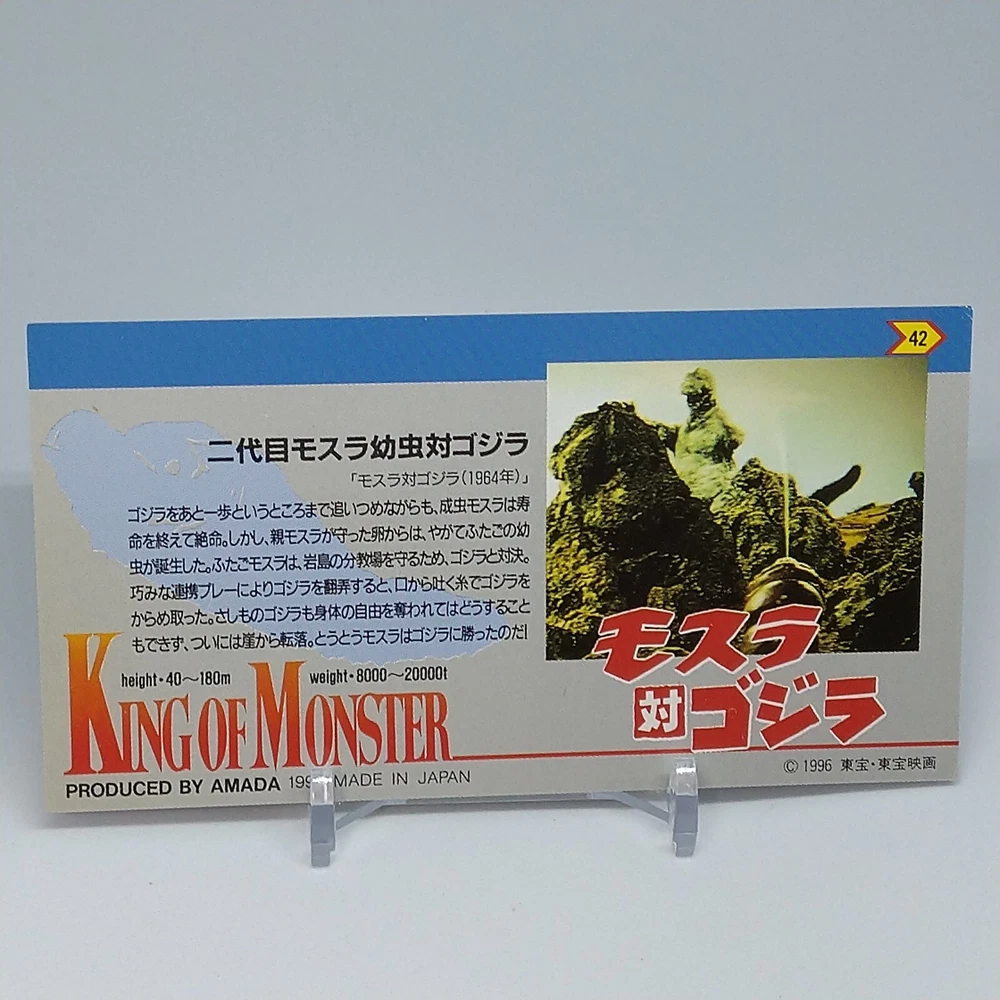 42
二代目モスラ幼虫対ゴジラ
「モスラ対ゴジラ(1964年)」
ゴジラをあと一歩というところまで追いつめながらも、成虫モスラは寿
命を終えて絶命。しかし、親モスラが守った卵からは、やがてふたごの幼
虫が誕生した。ふたごモスラは、岩島の分教場を守るため、ゴジラと対決。
巧みな連携プレーによりゴジラを翻弄すると、口から吐く糸でゴジラを
からめ取った。さしものゴジラも身体の自由を奪われてはどうすること
もできず、ついには崖から転落。とうとうモスラはゴジラに勝ったのだ!
height・40〜180m weight・8000〜20000t
KING OF MONSTER
PRODUCED BY AMADA MADE IN JAPAN
モスラ
対ゴジラ
© 1996 東宝・東宝映画